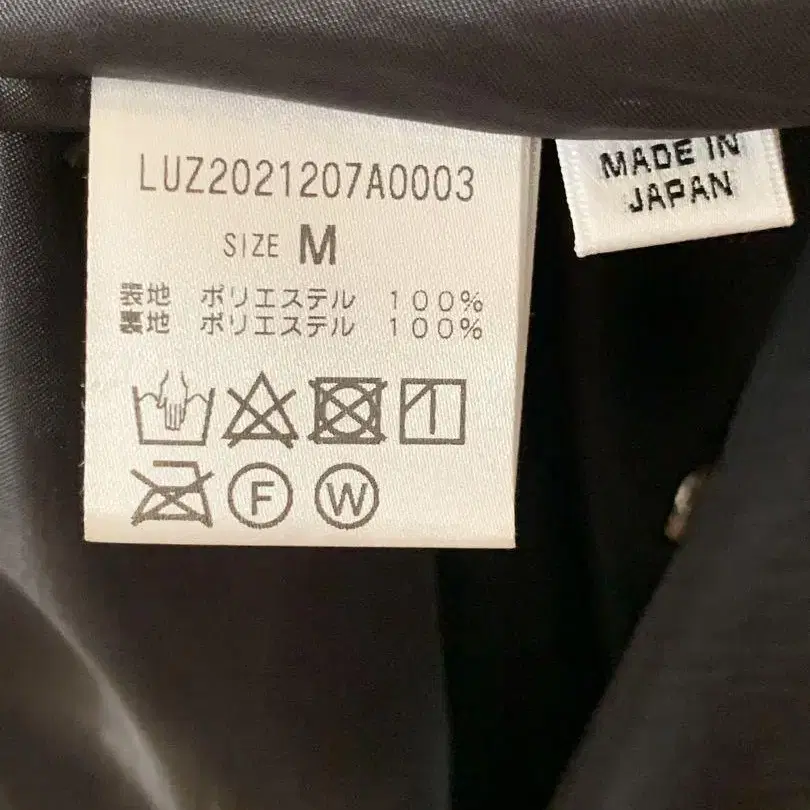 LUZ2021207A0003
SIZE M
表地 ポリエステル 100%
裏地 ポリエステル 100%
F W
MADE IN
JAPAN